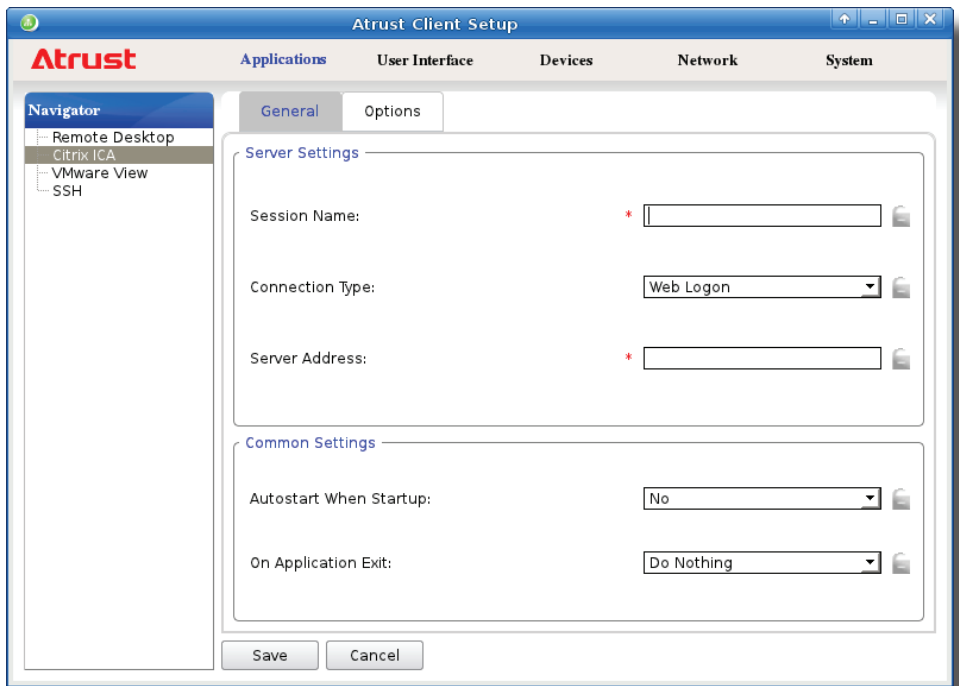 Atrust Client Setup
Atrust
Applications User Interface Devices Network System
Navigator
Remote Desktop
Citrix ICA
VMware View
SSH
General Options
Server Settings
Session Name: *
Connection Type: Web Logon
Server Address: *
Common Settings
Autostart When Startup: No
On Application Exit: Do Nothing
Save Cancel